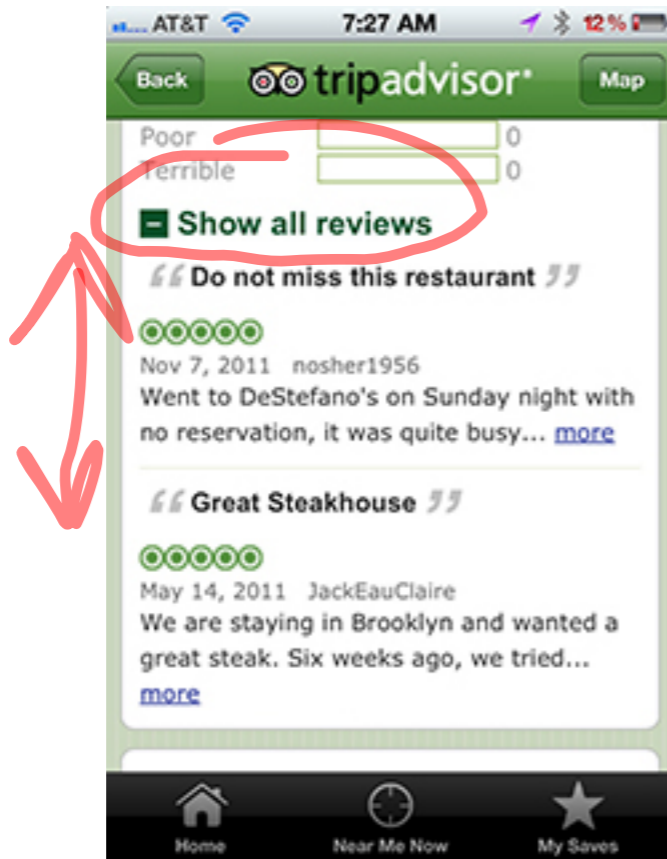 AT&T 7:27 AM 12%
Back tripadvisor® Map
Poor 0
Terrible 0
Show all reviews
“ Do not miss this restaurant ”
Nov 7, 2011 nosher1956
Went to DeStefano's on Sunday night with
no reservation, it was quite busy... more
“ Great Steakhouse ”
May 14, 2011 JackEauClaire
We are staying in Brooklyn and wanted a
great steak. Six weeks ago, we tried...
more
Home Near Me Now My Saves